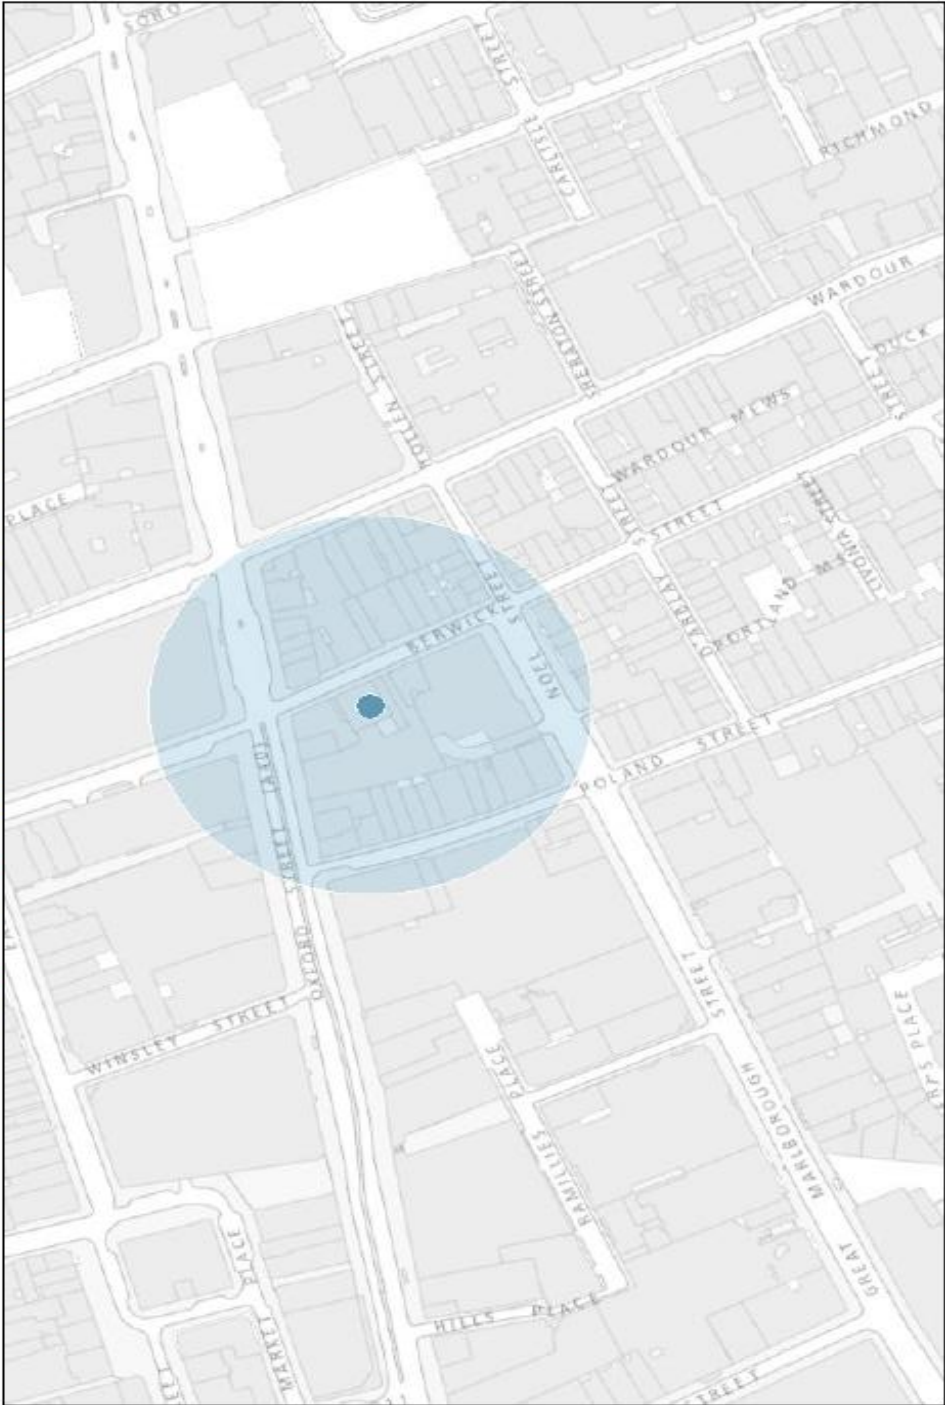 SOHO
STREET
CARLISLE
RICHMOND
WARDOUR
SHERATON STREET
HOLLEN STREET
DUCK
STREET
WARDOUR MEWS
PLACE
STREET
STREET
LIVONIA STREET
PORTLAND MS
D'ARBLAY
STREET
BERWICK
NOEL
POLAND STREET
OXFORD
STREET
OXFORD
STREET
WINSLEY STREET
PLACE
RAMILLIES
MARLBOROUGH
GREAT
PLACE
PLACE
MARKET
HILLS PLACE
STREET